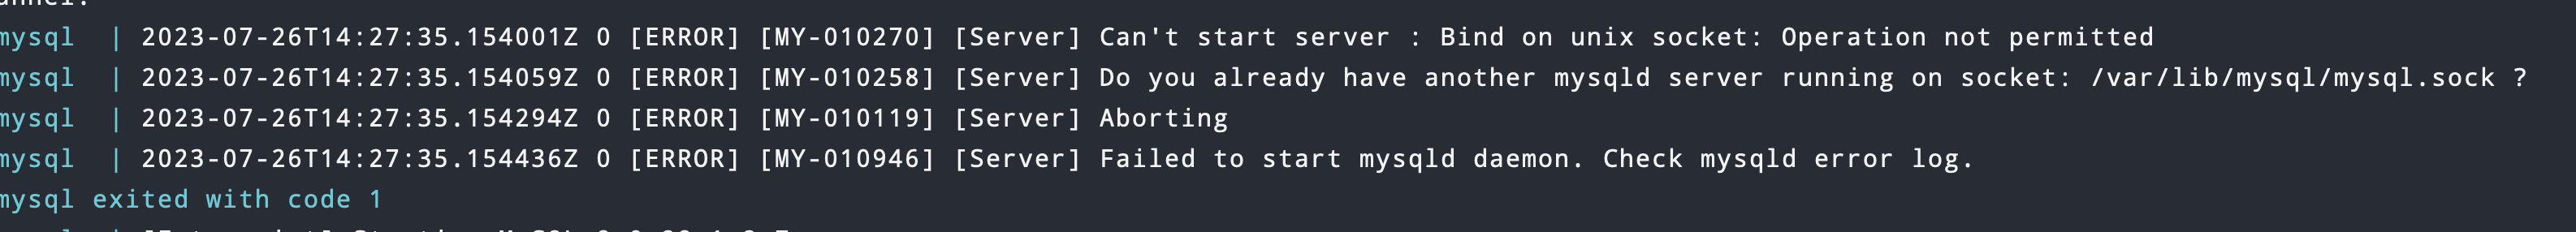 mysql | 2023-07-26T14:27:35.154001Z 0 [ERROR] [MY-010270] [Server] Can't start server : Bind on unix socket: Operation not permitted
mysql | 2023-07-26T14:27:35.154059Z 0 [ERROR] [MY-010258] [Server] Do you already have another mysqld server running on socket: /var/lib/mysql/mysql.sock ?
mysql | 2023-07-26T14:27:35.154294Z 0 [ERROR] [MY-010119] [Server] Aborting
mysql | 2023-07-26T14:27:35.154436Z 0 [ERROR] [MY-010946] [Server] Failed to start mysqld daemon. Check mysqld error log.
mysql exited with code 1